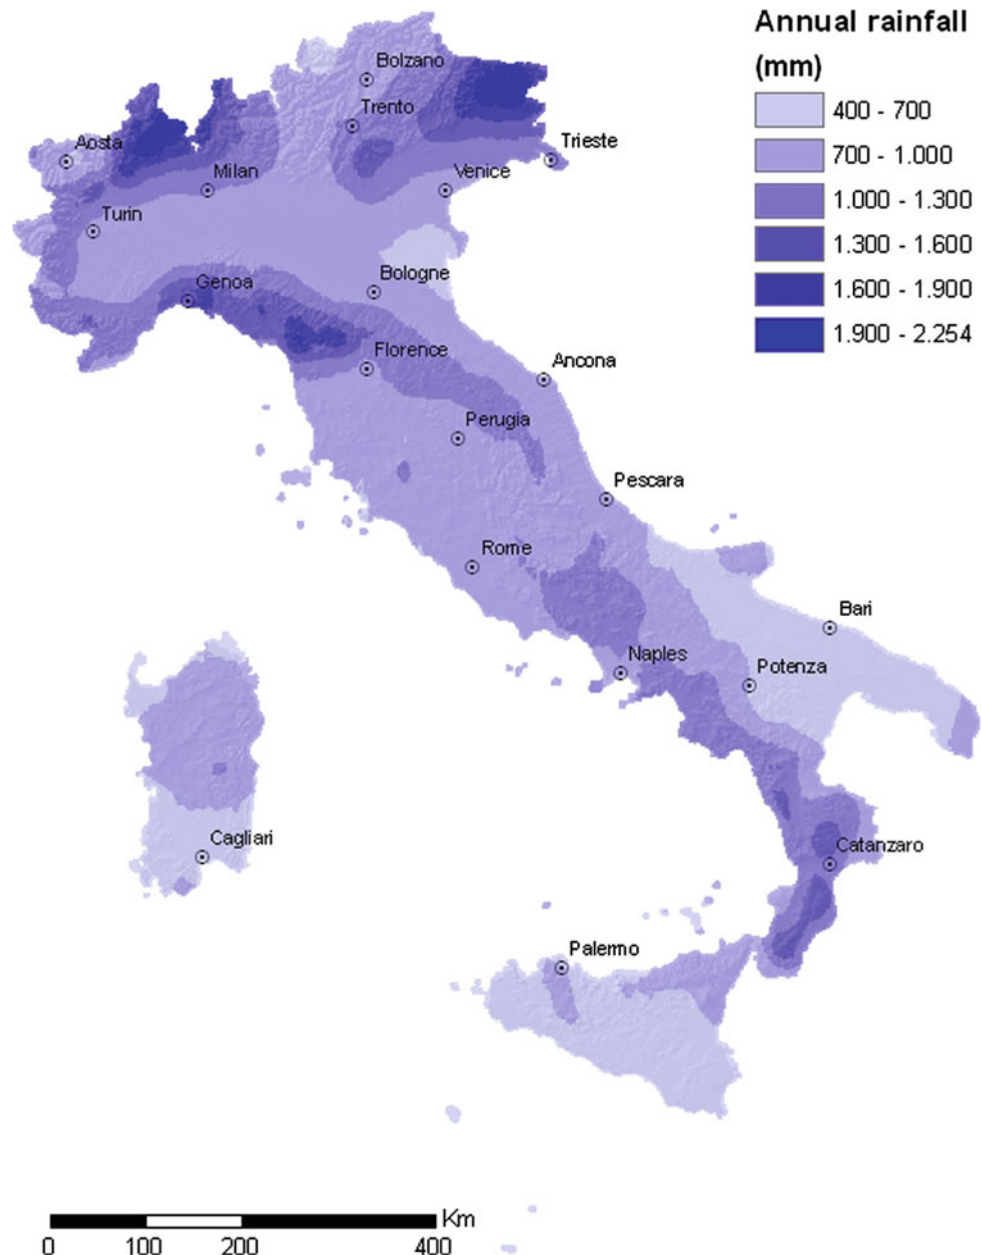 Annual rainfall
(mm)
400 - 700
700 - 1.000
1.000 - 1.300
1.300 - 1.600
1.600 - 1.900
1.900 - 2.254
Bolzano
Trento
Aosta
Trieste
Milan
Venice
Turin
Bologne
Genoa
Florence
Ancona
Perugia
Pescara
Rome
Bari
Naples
Potenza
Cagliari
Catanzaro
Palermo
Km
0 100 200 400